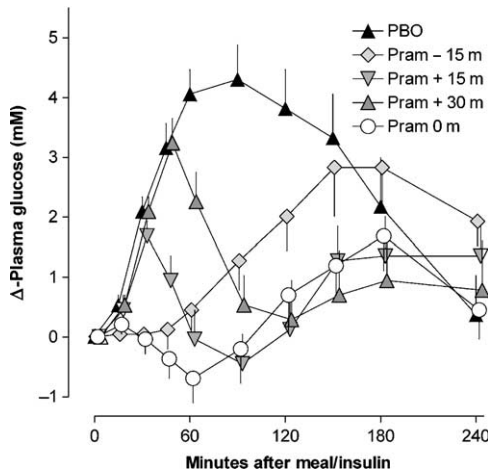 5
4
3
2
1
0
–1
Δ-Plasma glucose (mM)
PBO
Pram – 15 m
Pram + 15 m
Pram + 30 m
Pram 0 m
0 60 120 180 240
Minutes after meal/insulin